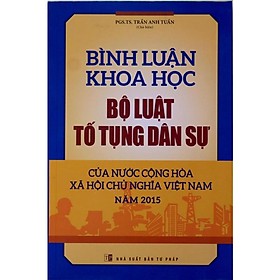 PGS.TS. TRẦN ANH TUẤN
(Chủ biên)
BÌNH LUẬN
KHOA HỌC
BỘ LUẬT
TỐ TỤNG DÂN SỰ
CỦA NƯỚC CỘNG HÒA
XÃ HỘI CHỦ NGHĨA VIỆT NAM
NĂM 2015
NHÀ XUẤT BẢN TƯ PHÁP